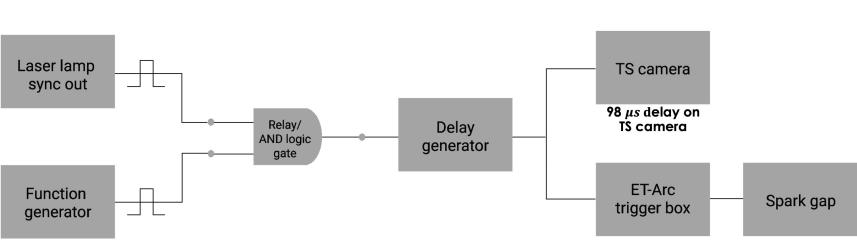 Laser lamp
sync out
Function
generator
Relay/
AND logic
gate
Delay
generator
TS camera
98 μs delay on
TS camera
ET-Arc
trigger box
Spark gap